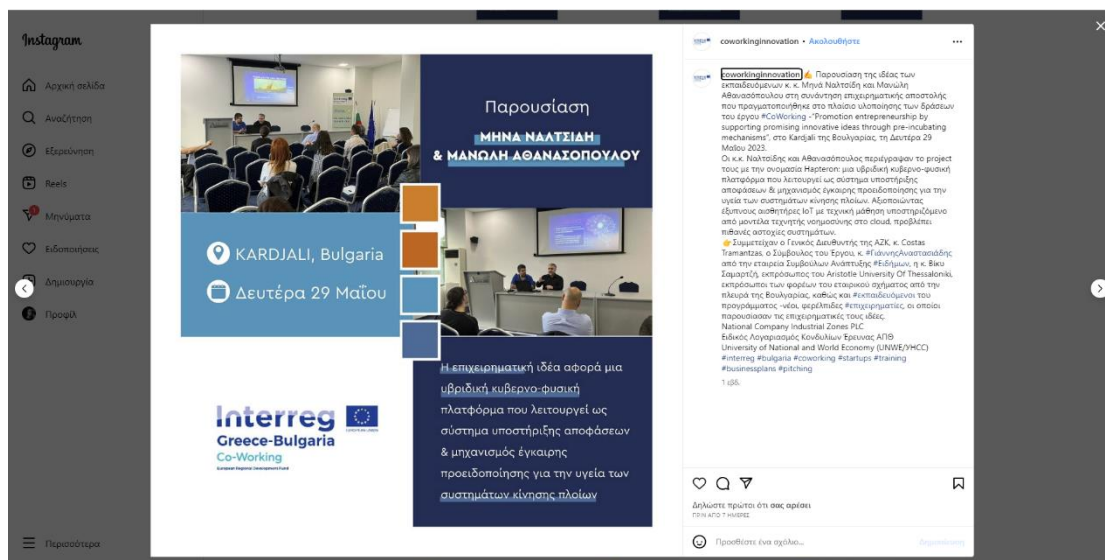 Instagram
Αρχική σελίδα
Αναζήτηση
Εξερεύνηση
Reels
Μηνύματα
Ειδοποιήσεις
Δημιουργία
Προφίλ
Περισσότερα
Παρουσίαση
ΜΗΝΑ ΝΑΛΤΣΙΔΗ
& ΜΑΝΩΛΗ ΑΘΑΝΑΣΟΠΟΥΛΟΥ
KARDJALI, Bulgaria
Δευτέρα 29 Μαΐου
Η επιχειρηματική ιδέα αφορά μια
υβριδική κυβερνο-φυσική
πλατφόρμα που λειτουργεί ως
σύστημα υποστήριξης αποφάσεων
& μηχανισμός έγκαιρης
προειδοποίησης για την υγεία των
συστημάτων κίνησης πλοίων
Interreg
Greece-Bulgaria
Co-Working
European Regional Development Fund
coworkinginnovation • Ακολουθήστε
coworkinginnovation ✍ Παρουσίαση της ιδέας των
εκπαιδευόμενων κ. κ. Μηνά Ναλτσίδη και Μανώλη
Αθανασόπουλου στη συνάντηση επιχειρηματικής αποστολής
που πραγματοποιήθηκε στο πλαίσιο υλοποίησης των δράσεων
του έργου #CoWorking -"Promotion entrepreneurship by
supporting promising innovative ideas through pre-incubating
mechanisms", στο Kardjali της Βουλγαρίας, τη Δευτέρα 29
Μαΐου 2023.
Οι κ.κ. Ναλτσίδης και Αθανασόπουλος περιέγραψαν το project
τους με την ονομασία Hapteron: μια υβριδική κυβερνο-φυσική
πλατφόρμα που λειτουργεί ως σύστημα υποστήριξης
αποφάσεων & μηχανισμός έγκαιρης προειδοποίησης για την
υγεία των συστημάτων κίνησης πλοίων. Αξιοποιώντας
έξυπνους αισθητήρες IoT με τεχνική μάθηση υποστηριζόμενο
από μοντέλα τεχνητής νοημοσύνης στο cloud, προβλέπει
πιθανές αστοχίες συστημάτων.
👉 Συμμετείχαν ο Γενικός Διευθυντής της AZK, κ. Costas
Tramantzas, ο Σύμβουλος του Έργου, κ. #ΓιάννηςΑναστασιάδης
από την εταιρεία Συμβούλων Ανάπτυξης #Ειδήμων, η κ. Βίκυ
Σαμαρτζή, εκπρόσωπος του Aristotle University Of Thessaloniki,
εκπρόσωποι των φορέων του εταιρικού σχήματος από την
πλευρά της Βουλγαρίας, καθώς και #εκπαιδευόμενοι του
προγράμματος -νέοι, φερέλπιδες #επιχειρηματίες, οι οποίοι
παρουσίασαν τις επιχειρηματικές τους ιδέες.
National Company Industrial Zones PLC
Ειδικός Λογαριασμός Κονδυλίων Έρευνας ΑΠΘ
University of National and World Economy (UNWE/УНСС)
#interreg #bulgaria #coworking #startups #training
#businessplans #pitching
1 εβδ.
Δηλώστε πρώτοι ότι σας αρέσει
ΠΡΙΝ ΑΠΟ 7 ΗΜΕΡΕΣ
Προσθέστε ένα σχόλιο...
Δημοσίευση